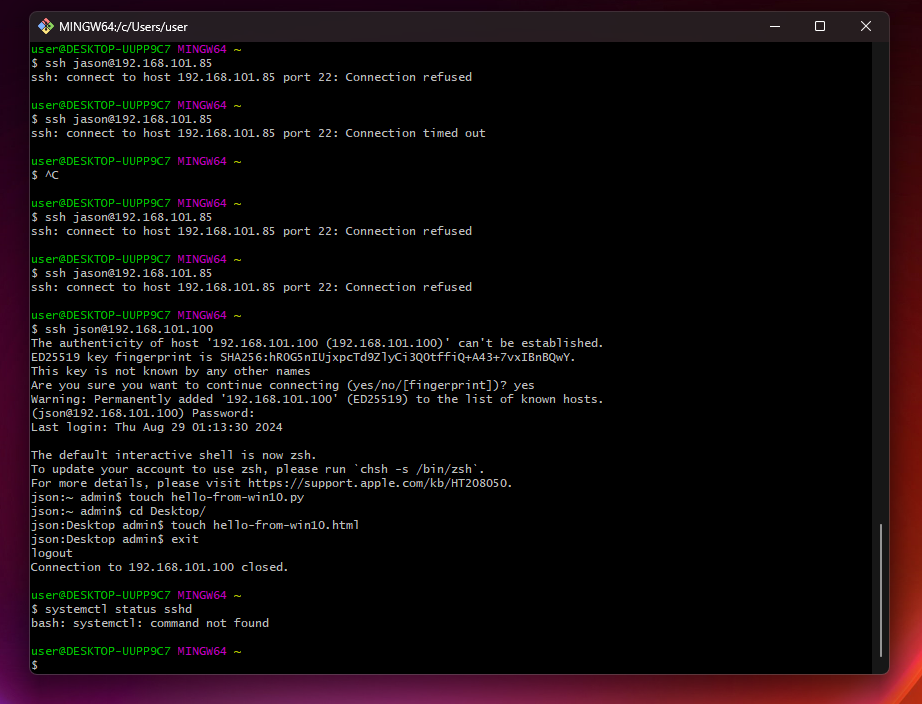 MINGW64:/c/Users/user
user@DESKTOP-UUPP9C7 MINGW64 ~
$ ssh jason@192.168.101.85
ssh: connect to host 192.168.101.85 port 22: Connection refused
user@DESKTOP-UUPP9C7 MINGW64 ~
$ ssh jason@192.168.101.85
ssh: connect to host 192.168.101.85 port 22: Connection timed out
user@DESKTOP-UUPP9C7 MINGW64 ~
$ ^C
user@DESKTOP-UUPP9C7 MINGW64 ~
$ ssh jason@192.168.101.85
ssh: connect to host 192.168.101.85 port 22: Connection refused
user@DESKTOP-UUPP9C7 MINGW64 ~
$ ssh jason@192.168.101.85
ssh: connect to host 192.168.101.85 port 22: Connection refused
user@DESKTOP-UUPP9C7 MINGW64 ~
$ ssh json@192.168.101.100
The authenticity of host '192.168.101.100 (192.168.101.100)' can't be established.
ED25519 key fingerprint is SHA256:hROG5nIUjxpcTd9ZlyCi3QOtffiQ+A43+7vxIBnBQwY.
This key is not known by any other names
Are you sure you want to continue connecting (yes/no/[fingerprint])? yes
Warning: Permanently added '192.168.101.100' (ED25519) to the list of known hosts.
(json@192.168.101.100) Password:
Last login: Thu Aug 29 01:13:30 2024
The default interactive shell is now zsh.
To update your account to use zsh, please run `chsh -s /bin/zsh`.
For more details, please visit https://support.apple.com/kb/HT208050.
json:~ admin$ touch hello-from-win10.py
json:~ admin$ cd Desktop/
json:Desktop admin$ touch hello-from-win10.html
json:Desktop admin$ exit
logout
Connection to 192.168.101.100 closed.
user@DESKTOP-UUPP9C7 MINGW64 ~
$ systemctl status sshd
bash: systemctl: command not found
user@DESKTOP-UUPP9C7 MINGW64 ~
$